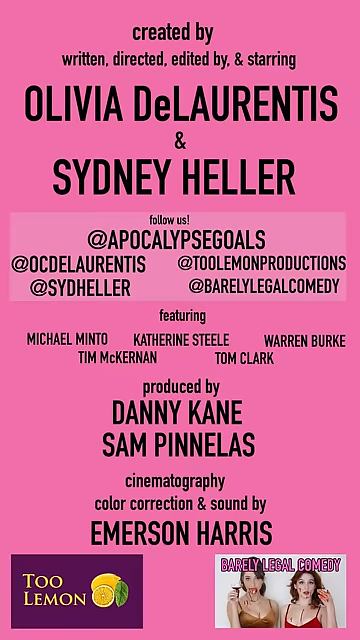 created by
written, directed, edited by, & starring
OLIVIA DeLAURENTIS
&
SYDNEY HELLER
follow us!
@APOCALYPSEGOALS
@OCDELAURENTIS @TOOLEMONPRODUCTIONS
@SYDHELLER @BARELYLEGALCOMEDY
featuring
MICHAEL MINTO KATHERINE STEELE WARREN BURKE
TIM McKERNAN TOM CLARK
produced by
DANNY KANE
SAM PINNELAS
cinematography
color correction & sound by
EMERSON HARRIS
TOO
LEMON
BARELY LEGAL COMEDY